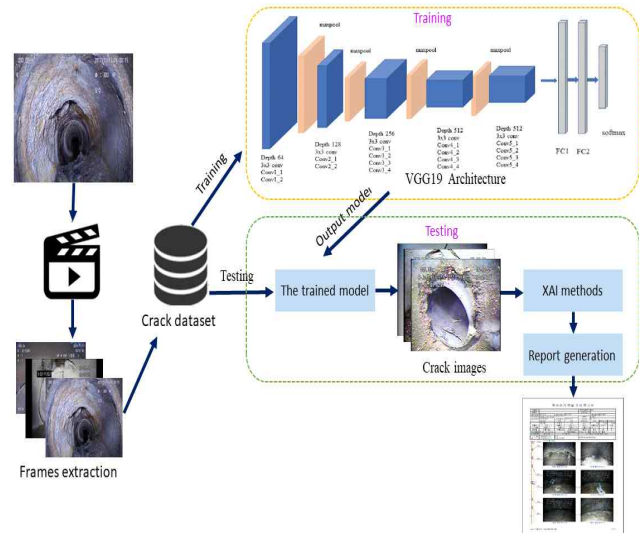 Training
maxpool
maxpool
maxpool
maxpool
Depth 64
3x3 conv
Conv1_1
Conv1_2
Depth 128
3x3 conv
Conv2_1
Conv2_2
Depth 256
3x3 conv
Conv3_1
Conv3_2
Conv3_3
Conv3_4
Depth 512
3x3 conv
Conv4_1
Conv4_2
Conv4_3
Conv4_4
Depth 512
3x3 conv
Conv5_1
Conv5_2
Conv5_3
Conv5_4
FC1
FC2
softmax
VGG19 Architecture
Training
Output model
Testing
Testing
Crack dataset
The trained model
Crack images
XAI methods
Report generation
Frames extraction